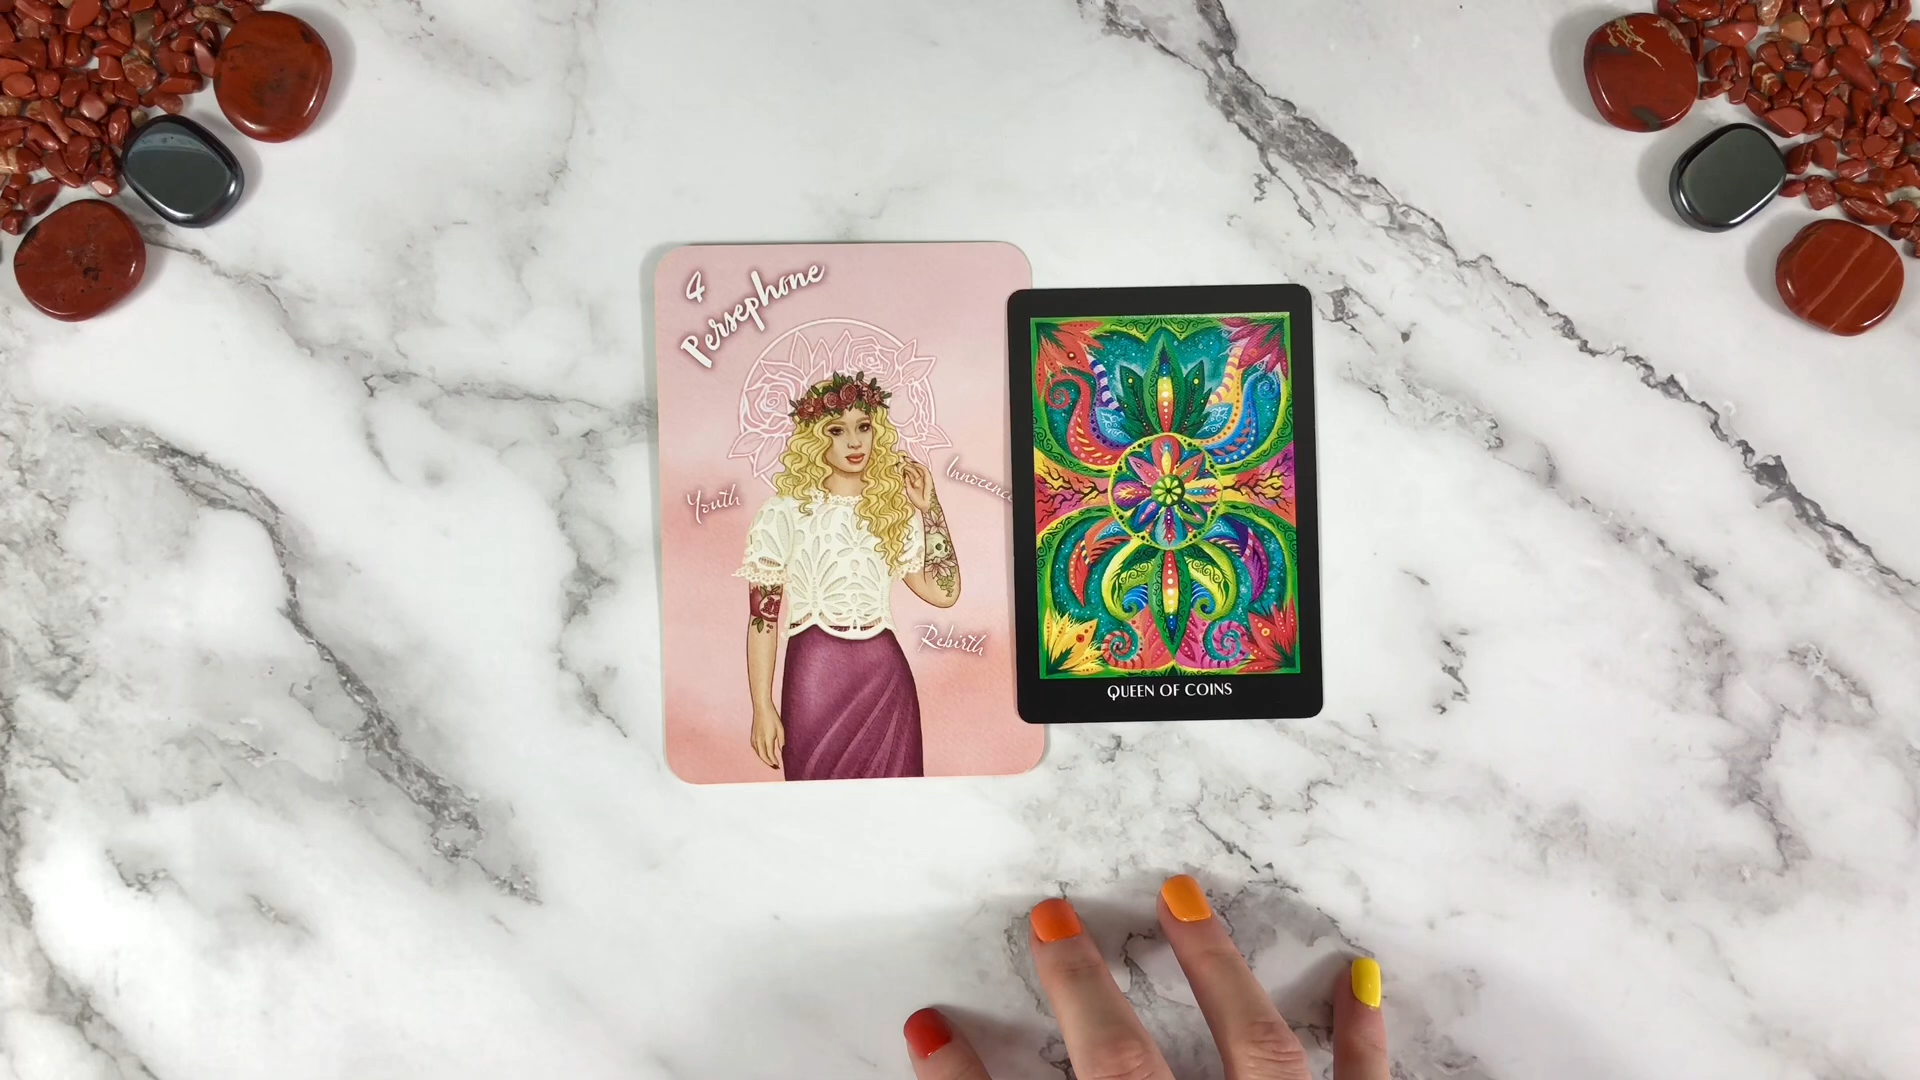 4
Persephone
Youth
Innocence
Rebirth
QUEEN OF COINS